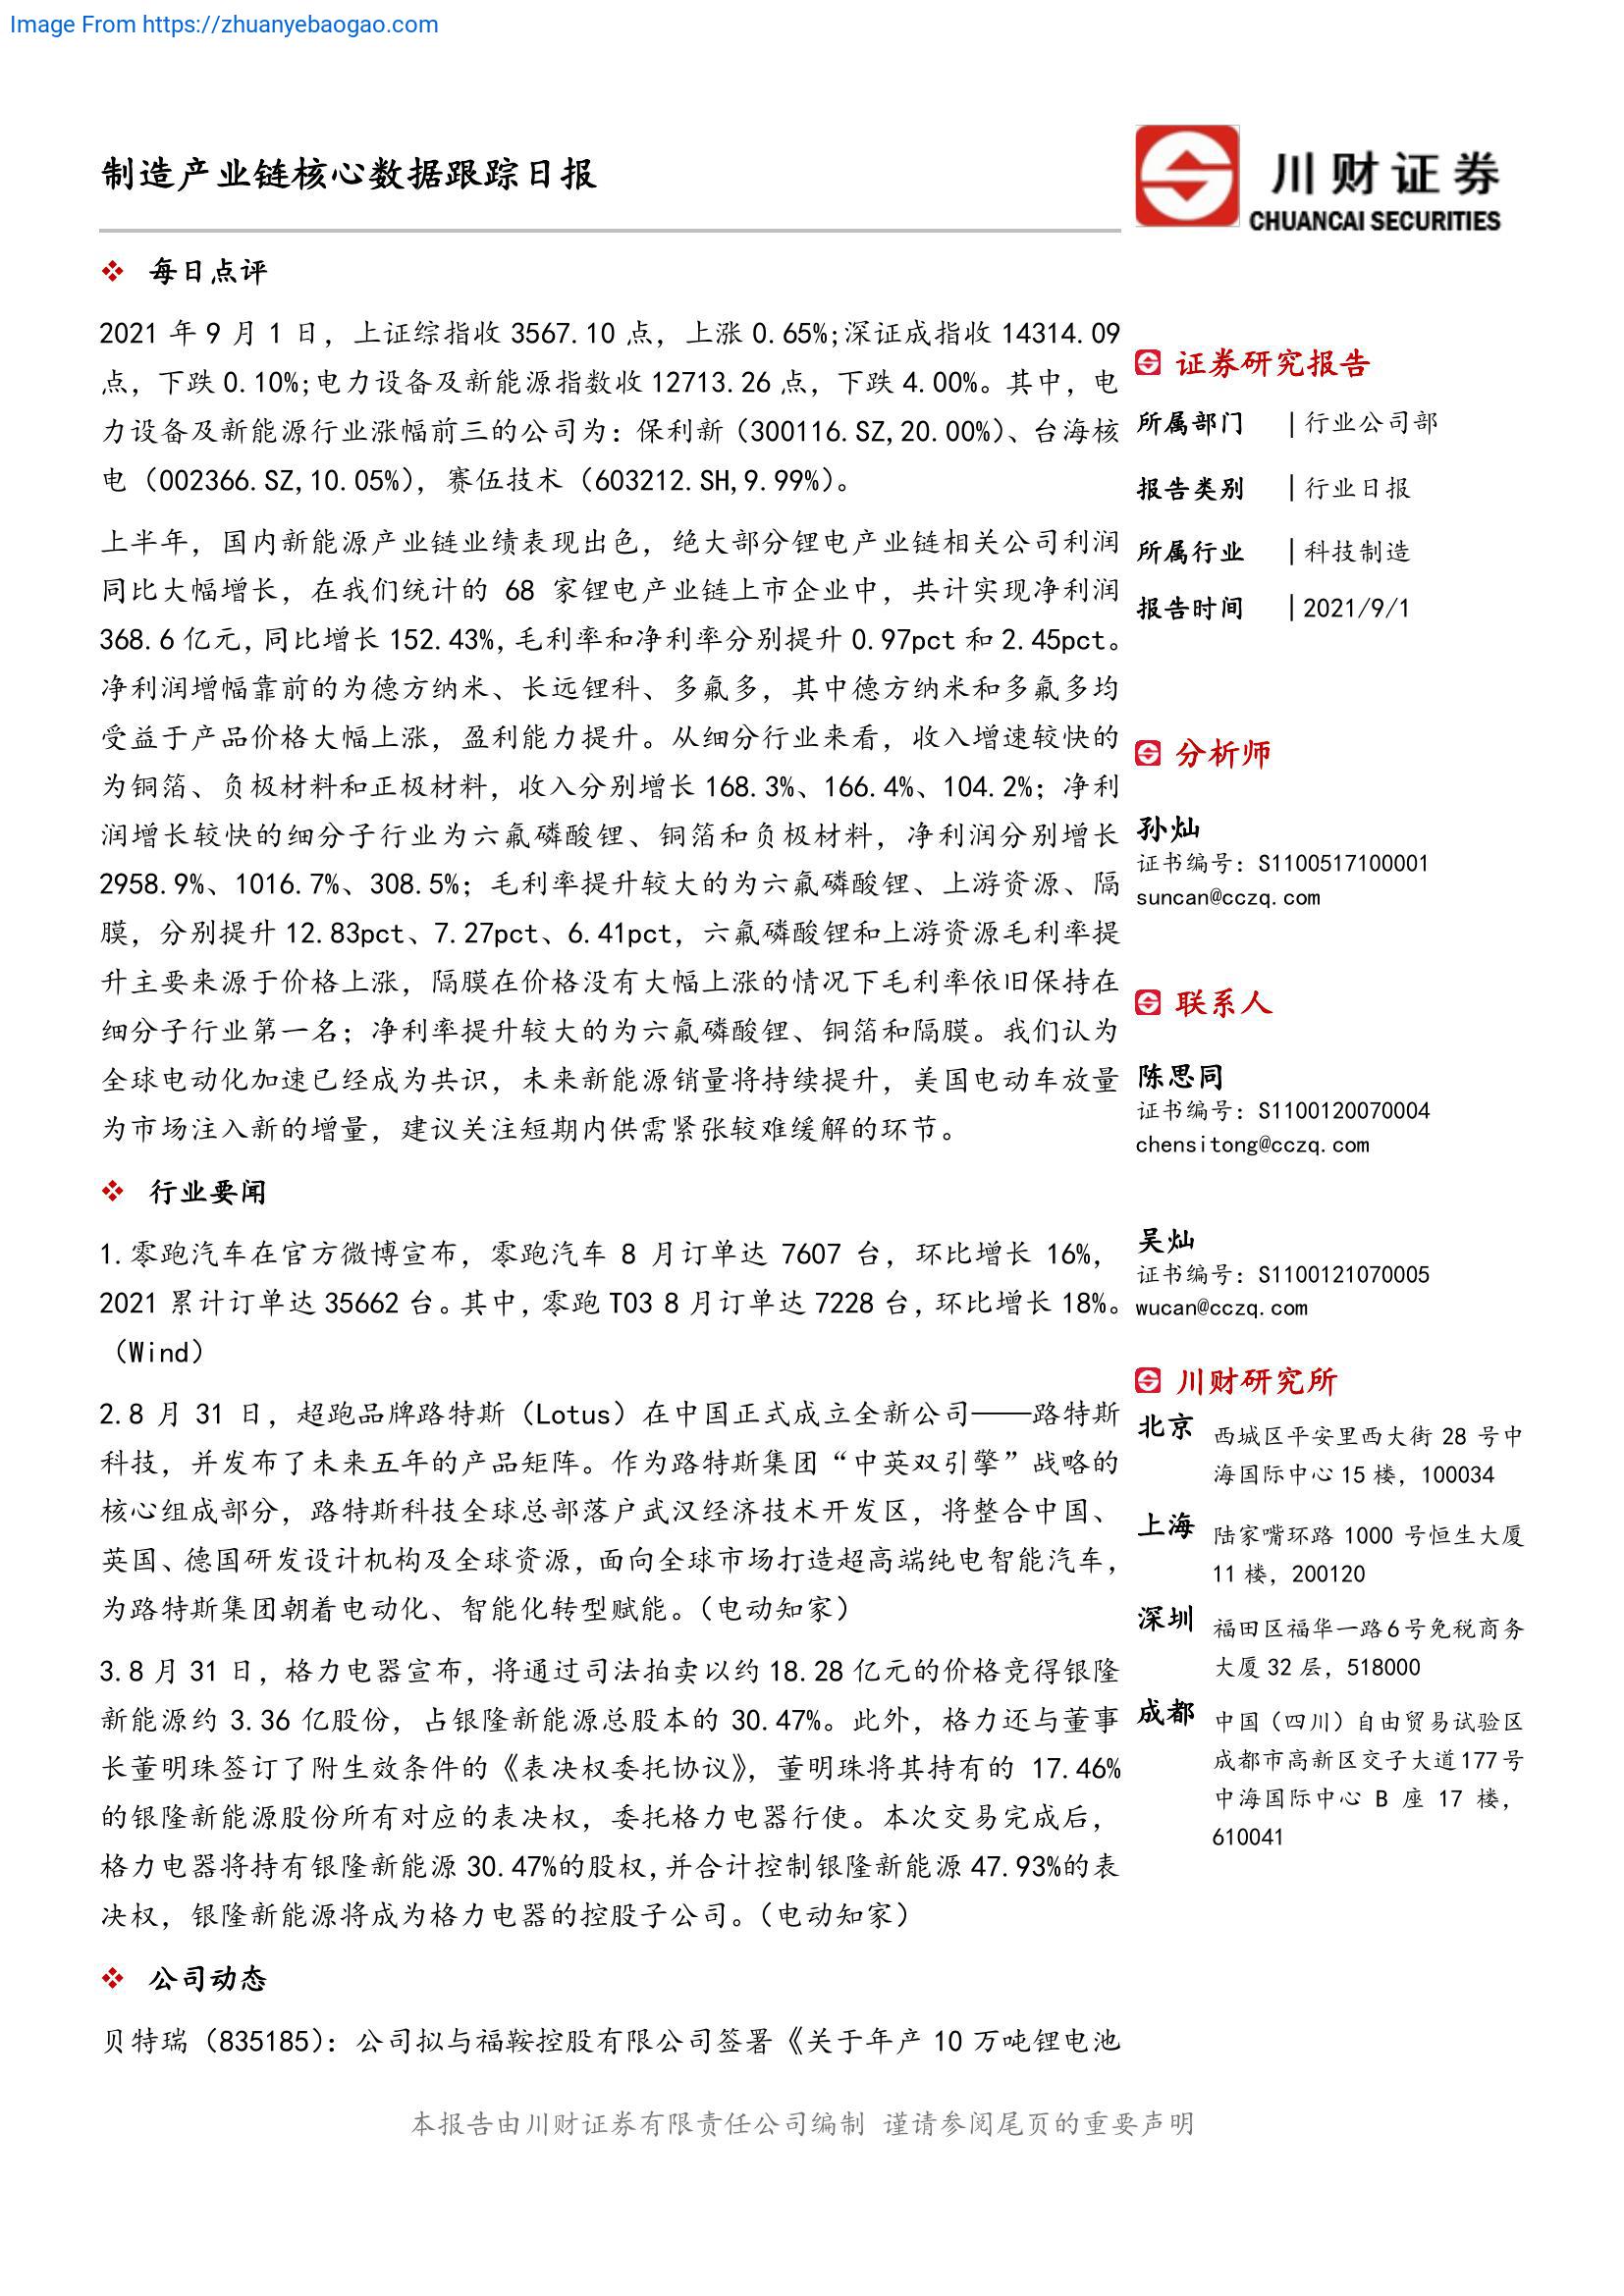 Image From https://zhuanyebaogao.com
制造产业链核心数据跟踪日报
川财证券
CHUANCAI SECURITIES
每日点评
2021 年 9 月 1 日，上证综指收 3567.10 点，上涨 0.65%;深证成指收 14314.09
点，下跌 0.10%;电力设备及新能源指数收 12713.26 点，下跌 4.00%。其中，电
力设备及新能源行业涨幅前三的公司为：保利新（300116.SZ,20.00%）、台海核
电（002366.SZ,10.05%），赛伍技术（603212.SH,9.99%）。
上半年，国内新能源产业链业绩表现出色，绝大部分锂电产业链相关公司利润
同比大幅增长，在我们统计的 68 家锂电产业链上市企业中，共计实现净利润
368.6 亿元，同比增长 152.43%，毛利率和净利率分别提升 0.97pct 和 2.45pct。
净利润增幅靠前的为德方纳米、长远锂科、多氟多，其中德方纳米和多氟多均
受益于产品价格大幅上涨，盈利能力提升。从细分行业来看，收入增速较快的
为铜箔、负极材料和正极材料，收入分别增长 168.3%、166.4%、104.2%；净利
润增长较快的细分子行业为六氟磷酸锂、铜箔和负极材料，净利润分别增长
2958.9%、1016.7%、308.5%；毛利率提升较大的为六氟磷酸锂、上游资源、隔
膜，分别提升 12.83pct、7.27pct、6.41pct，六氟磷酸锂和上游资源毛利率提
升主要来源于价格上涨，隔膜在价格没有大幅上涨的情况下毛利率依旧保持在
细分子行业第一名；净利率提升较大的为六氟磷酸锂、铜箔和隔膜。我们认为
全球电动化加速已经成为共识，未来新能源销量将持续提升，美国电动车放量
为市场注入新的增量，建议关注短期内供需紧张较难缓解的环节。
行业要闻
1.零跑汽车在官方微博宣布，零跑汽车 8 月订单达 7607 台，环比增长 16%，
2021 累计订单达 35662 台。其中，零跑 T03 8 月订单达 7228 台，环比增长 18%。
（Wind）
2.8 月 31 日，超跑品牌路特斯（Lotus）在中国正式成立全新公司——路特斯
科技，并发布了未来五年的产品矩阵。作为路特斯集团“中英双引擎”战略的
核心组成部分，路特斯科技全球总部落户武汉经济技术开发区，将整合中国、
英国、德国研发设计机构及全球资源，面向全球市场打造超高端纯电智能汽车，
为路特斯集团朝着电动化、智能化转型赋能。（电动知家）
3.8 月 31 日，格力电器宣布，将通过司法拍卖以约 18.28 亿元的价格竞得银隆
新能源约 3.36 亿股份，占银隆新能源总股本的 30.47%。此外，格力还与董事
长董明珠签订了附生效条件的《表决权委托协议》，董明珠将其持有的 17.46%
的银隆新能源股份所有对应的表决权，委托格力电器行使。本次交易完成后，
格力电器将持有银隆新能源 30.47%的股权，并合计控制银隆新能源 47.93%的表
决权，银隆新能源将成为格力电器的控股子公司。（电动知家）
公司动态
贝特瑞（835185）：公司拟与福鞍控股有限公司签署《关于年产 10 万吨锂电池
证券研究报告
所属部门 | 行业公司部
报告类别 | 行业日报
所属行业 | 科技制造
报告时间 | 2021/9/1
分析师
孙灿
证书编号：S1100517100001
suncan@cczq.com
联系人
陈思同
证书编号：S1100120070004
chensitong@cczq.com
吴灿
证书编号：S1100121070005
wucan@cczq.com
川财研究所
北京 西城区平安里西大街 28 号中
海国际中心 15 楼，100034
上海 陆家嘴环路 1000 号恒生大厦
11 楼，200120
深圳 福田区福华一路 6 号免税商务
大厦 32 层，518000
成都 中国（四川）自由贸易试验区
成都市高新区交子大道 177 号
中海国际中心 B 座 17 楼，
610041
本报告由川财证券有限责任公司编制 谨请参阅尾页的重要声明